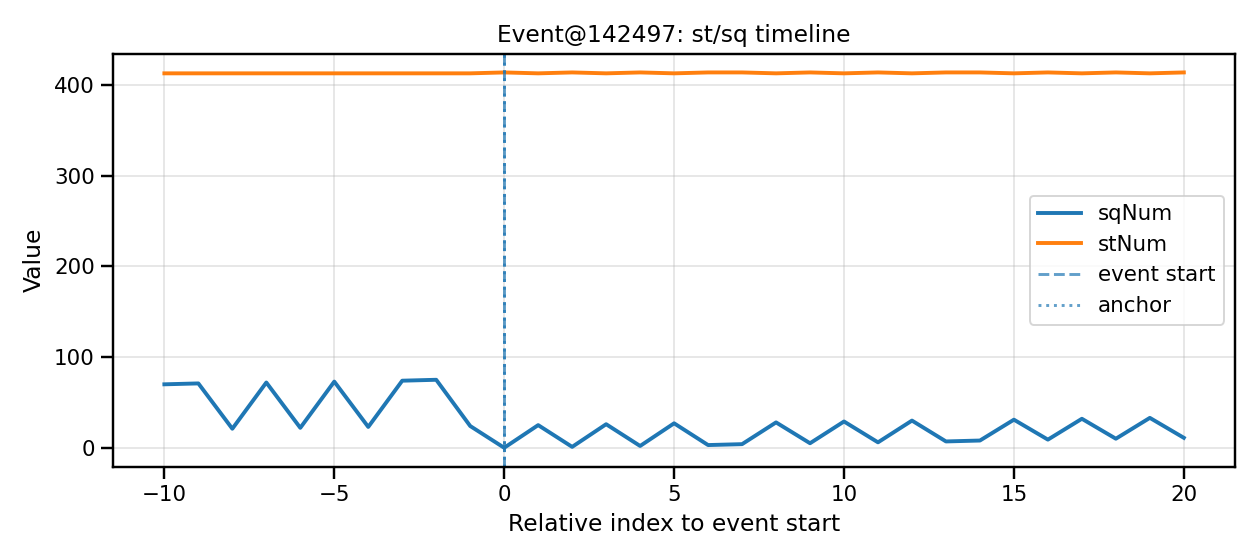 Event@142497: st/sq timeline
Value
400
300
200
100
0
sqNum
stNum
event start
anchor
−10
−5
0
5
10
15
20
Relative index to event start